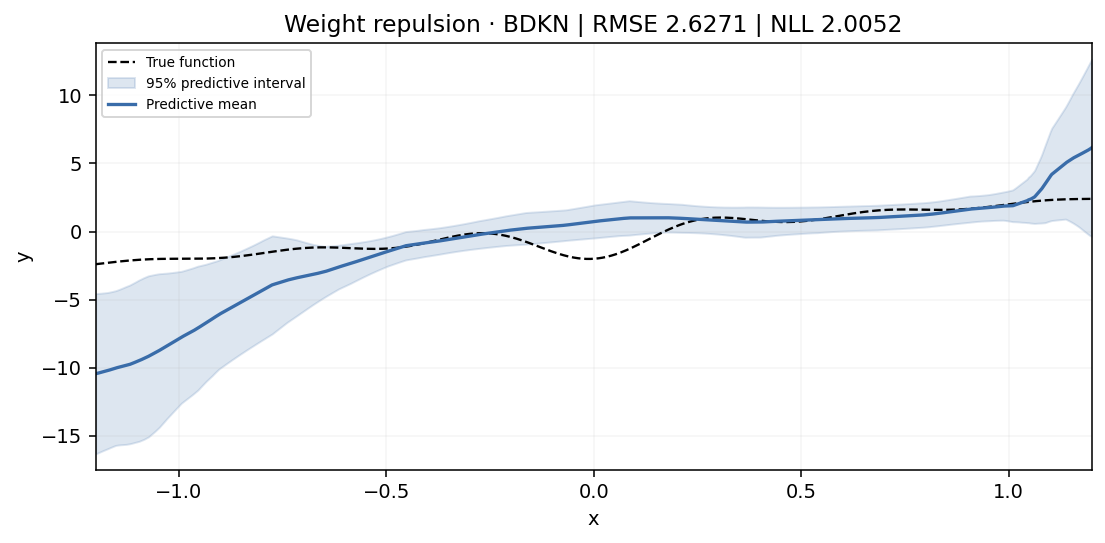 Weight repulsion · BDKN | RMSE 2.6271 | NLL 2.0052
True function
95% predictive interval
Predictive mean
10
5
0
−5
−10
−15
y
−1.0 −0.5 0.0 0.5 1.0
x